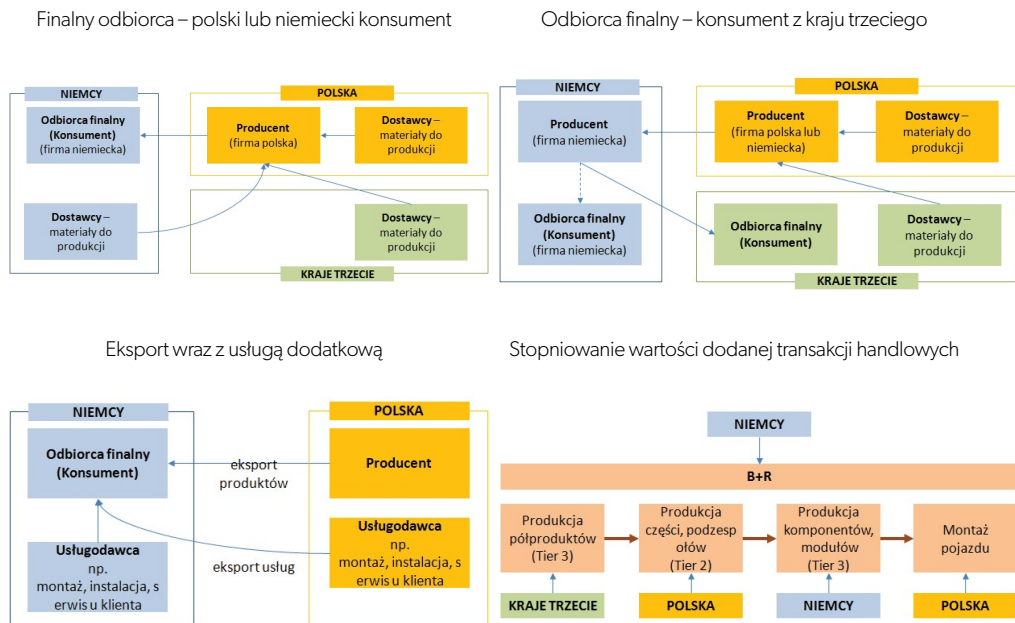 Finalny odbiorca – polski lub niemiecki konsument
NIEMCY
Odbiorca finalny
(Konsument)
(firma niemiecka)
Dostawcy –
materiały do
produkcji
POLSKA
Producent
(firma polska)
Dostawcy –
materiały do
produkcji
Dostawcy –
materiały do
produkcji
KRAJE TRZECIE
Odbiorca finalny – konsument z kraju trzeciego
NIEMCY
Producent
(firma niemiecka)
Odbiorca finalny
(Konsument)
(firma niemiecka)
POLSKA
Producent
(firma polska lub
niemiecka)
Dostawcy –
materiały do
produkcji
Odbiorca finalny
(Konsument)
Dostawcy –
materiały do
produkcji
KRAJE TRZECIE
Eksport wraz z usługą dodatkową
NIEMCY
Odbiorca finalny
(Konsument)
Usługodawca
np.
montaż, instalacja, s
erwis u klienta
eksport
produktów
eksport usług
POLSKA
Producent
Usługodawca
np.
montaż, instalacja, s
erwis u klienta
Stopniowanie wartości dodanej transakcji handlowych
NIEMCY
B+R
Produkcja
półproduktów
(Tier 3)
Produkcja
części, podzesp
ołów
(Tier 2)
Produkcja
komponentów,
modułów
(Tier 3)
Montaż
pojazdu
KRAJE TRZECIE
POLSKA
NIEMCY
POLSKA